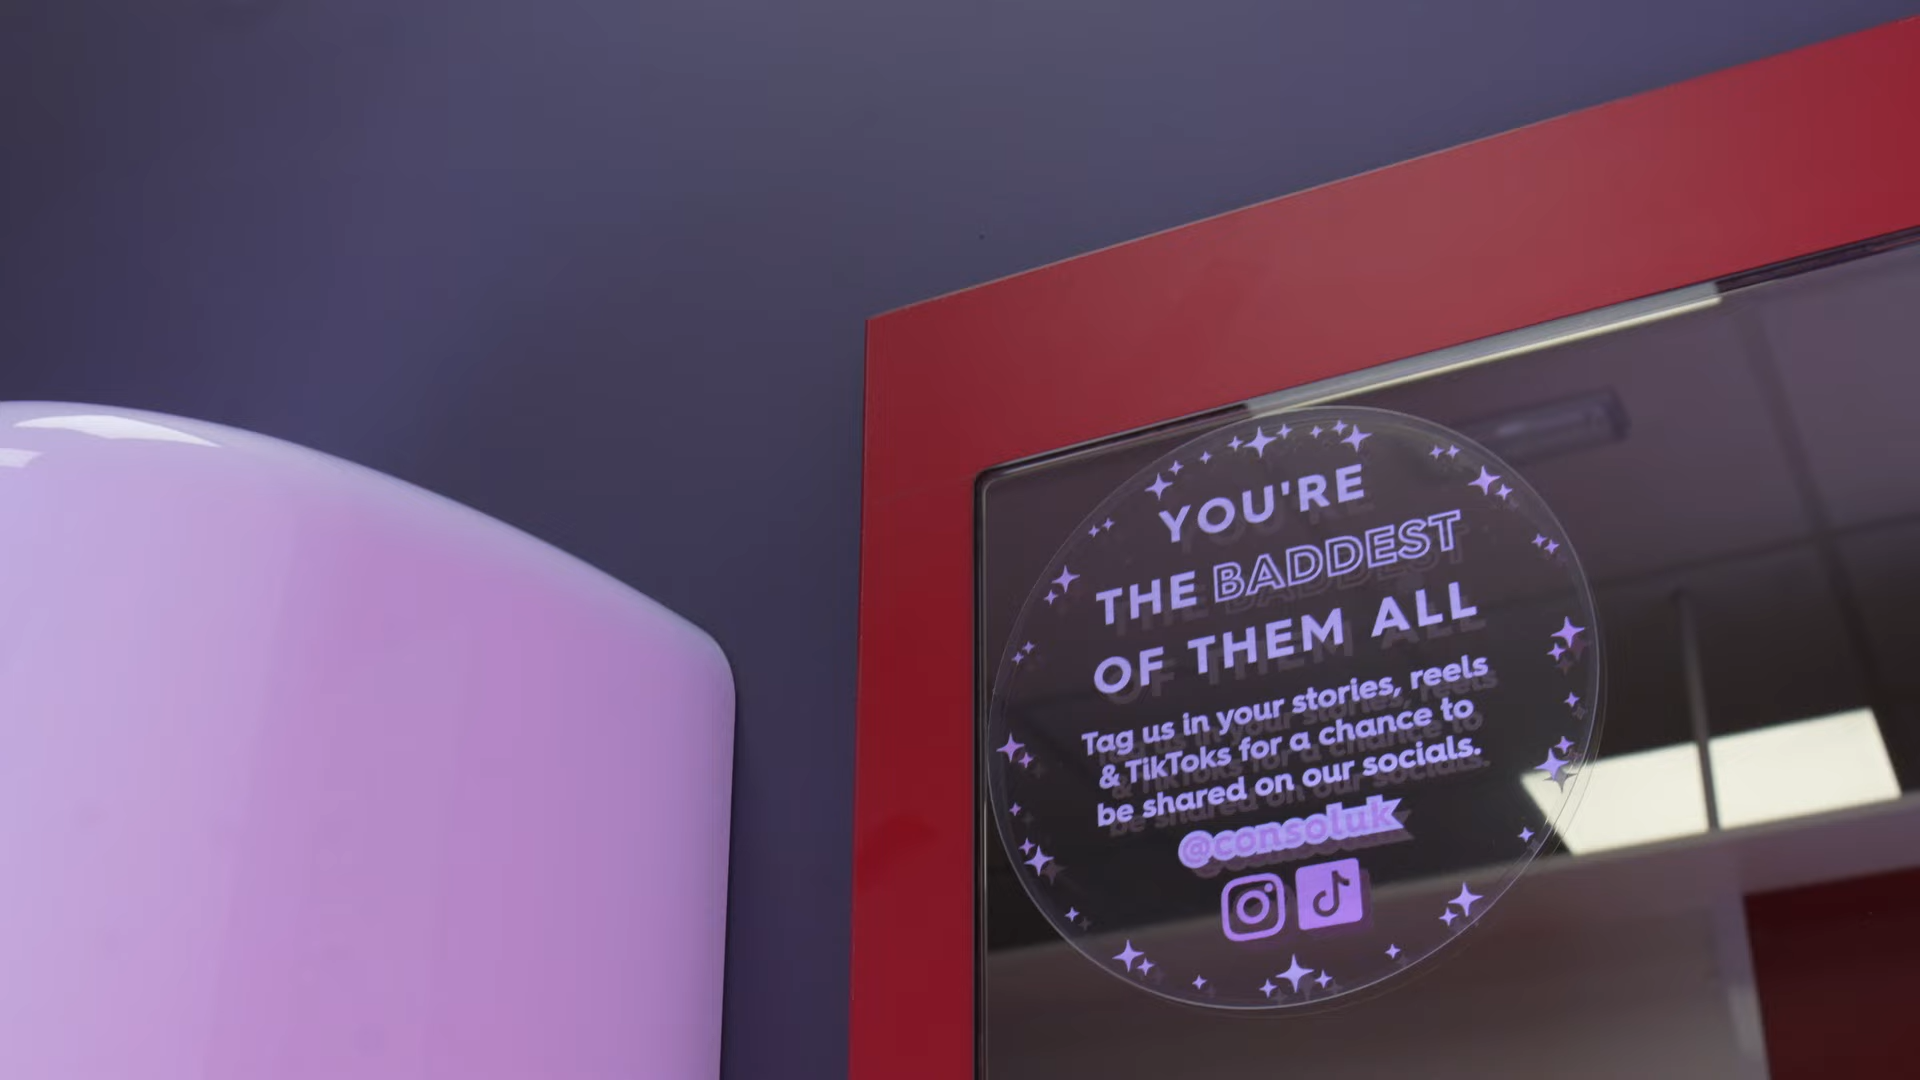 YOU'RE
THE BADDEST
OF THEM ALL
Tag us in your stories, reels
& TikToks for a chance to
be shared on our socials.
@consoluk